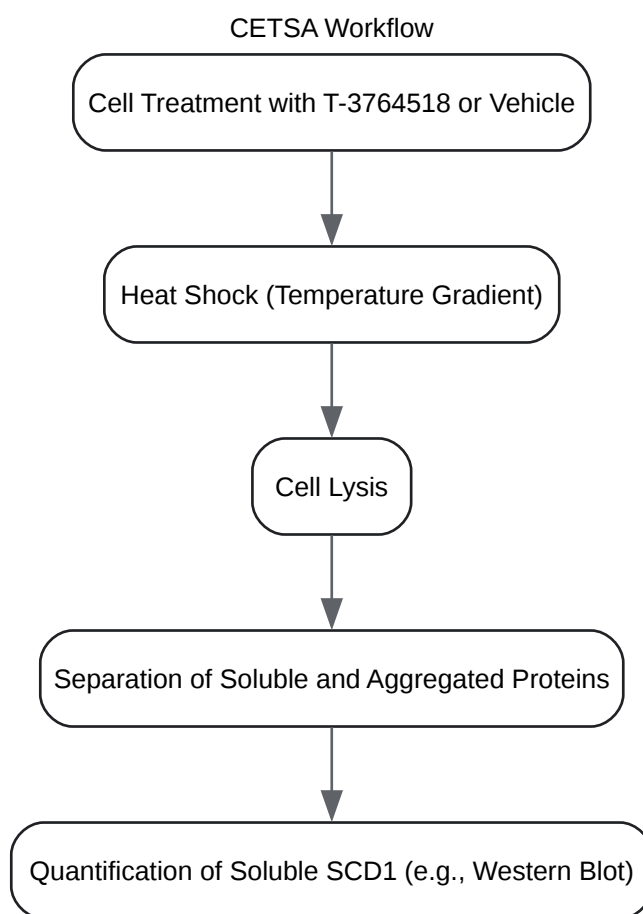 CETSA Workflow
Cell Treatment with T-3764518 or Vehicle
Heat Shock (Temperature Gradient)
Cell Lysis
Separation of Soluble and Aggregated Proteins
Quantification of Soluble SCD1 (e.g., Western Blot)